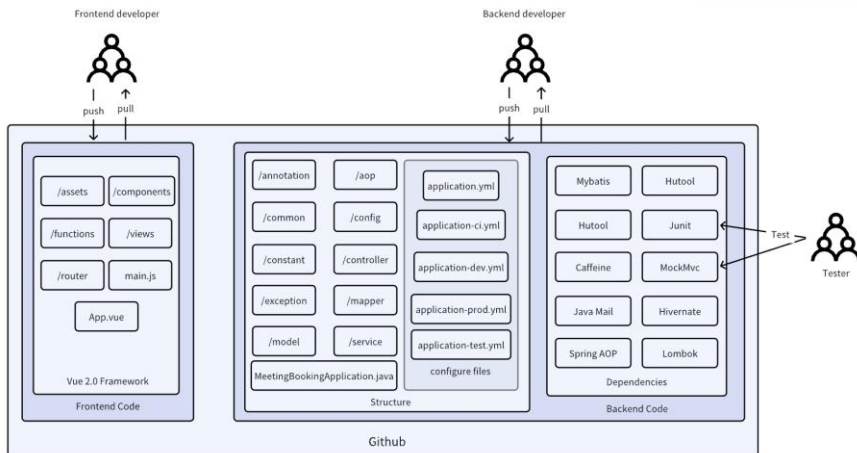 Frontend developer
Backend developer
push
pull
push
pull
/assets
/components
/functions
/views
/router
main.js
App.vue
Vue 2.0 Framework
Frontend Code
/annotation
/aop
/common
/config
/constant
/controller
/exception
/mapper
/model
/service
MeetingBookingApplication.java
application.yml
application-ci.yml
application-dev.yml
application-prod.yml
application-test.yml
configure files
Structure
Mybatis
Hutool
Hutool
Junit
Caffeine
MockMvc
Java Mail
Hivernate
Spring AOP
Lombok
Dependencies
Backend Code
Test
Tester
Github